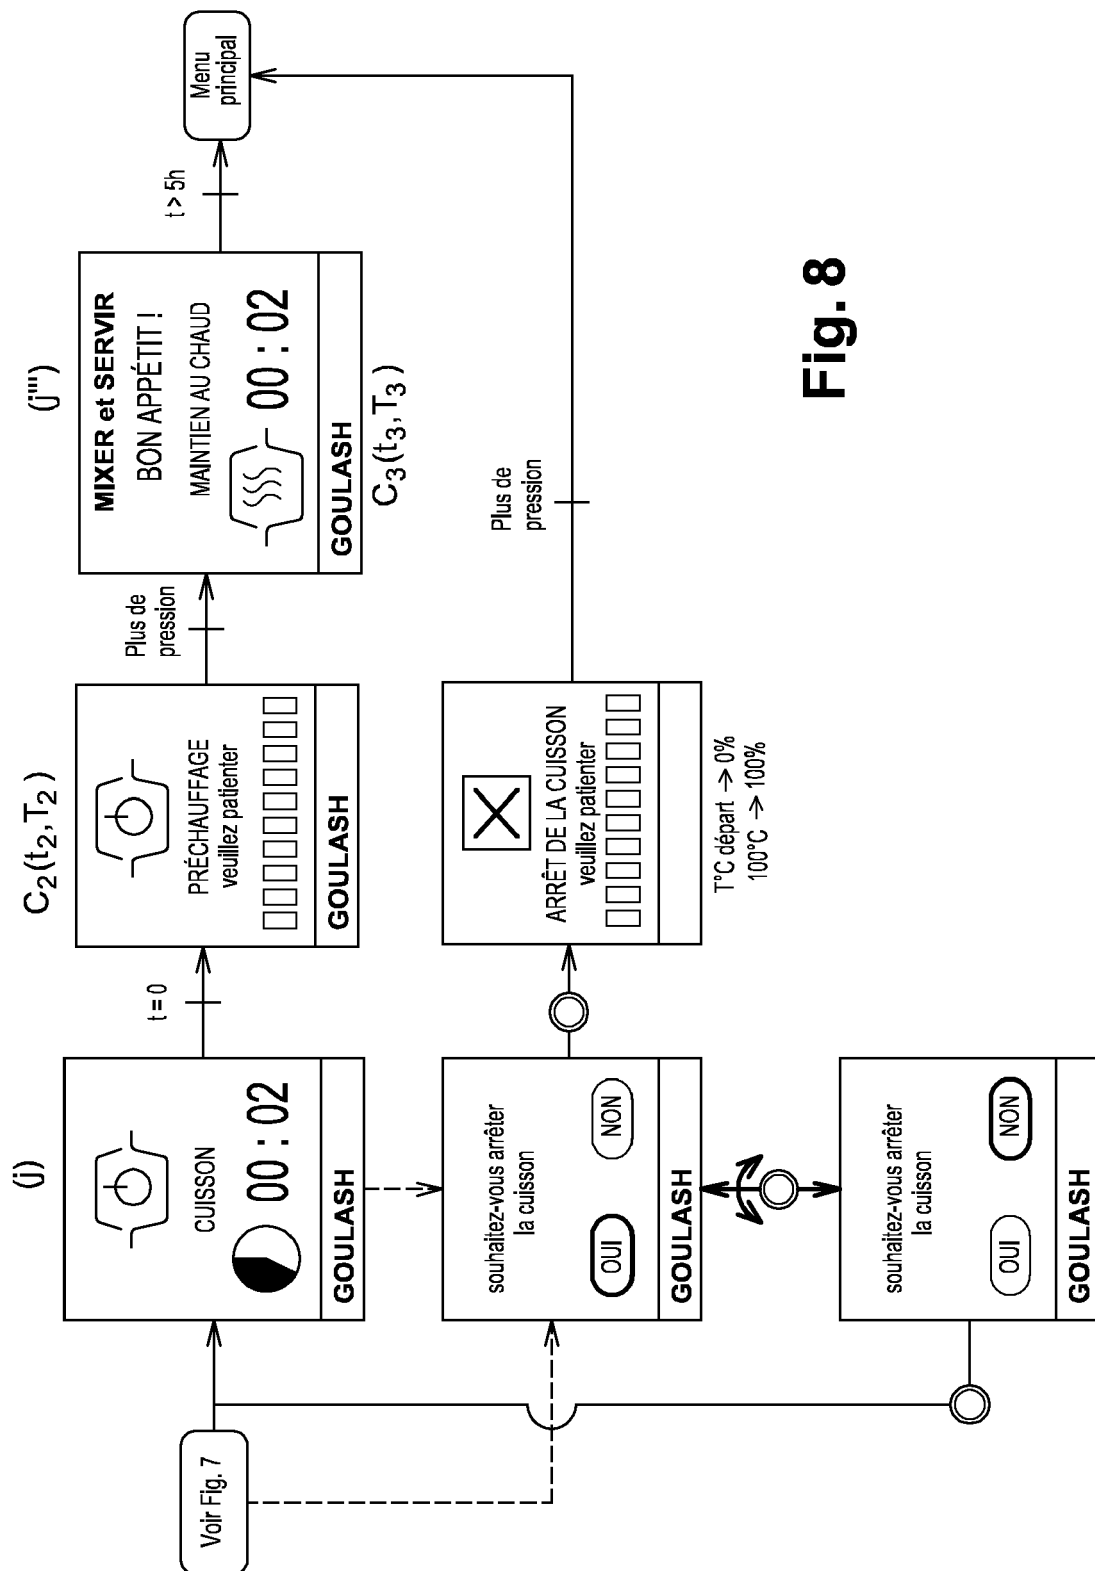 Voir Fig. 7
(j)
CUISSON
00 : 02
GOULASH
t = 0
C2(t2,T2)
PRÉCHAUFFAGE
veuillez patienter
GOULASH
Plus de
pression
(j''')
MIXER et SERVIR
BON APPÉTIT !
MAINTIEN AU CHAUD
00 : 02
GOULASH
C3(t3,T3)
t > 5h
Menu
principal
souhaitez-vous arrêter
la cuisson
OUI
NON
GOULASH
ARRÊT DE LA CUISSON
veuillez patienter
T°C départ -> 0%
100°C -> 100%
Plus de
pression
souhaitez-vous arrêter
la cuisson
OUI
NON
GOULASH
Fig. 8